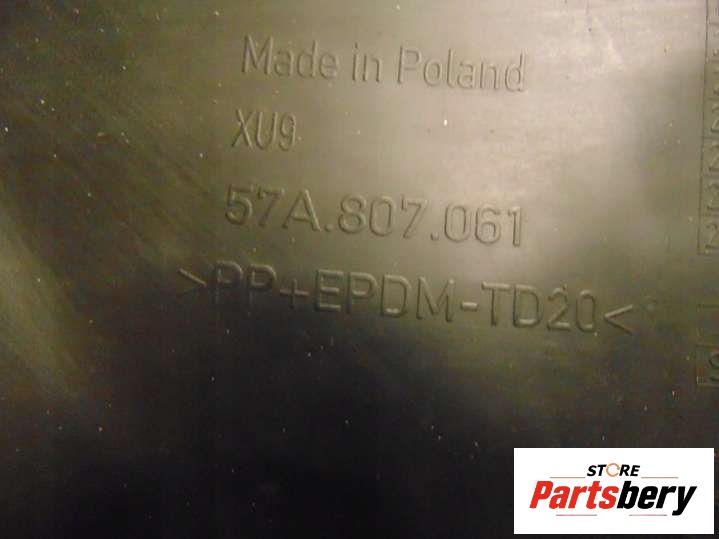 Made in Poland
XU9
57A.807.061
>PP+EPDM-TD20<
STORE
Partsbery